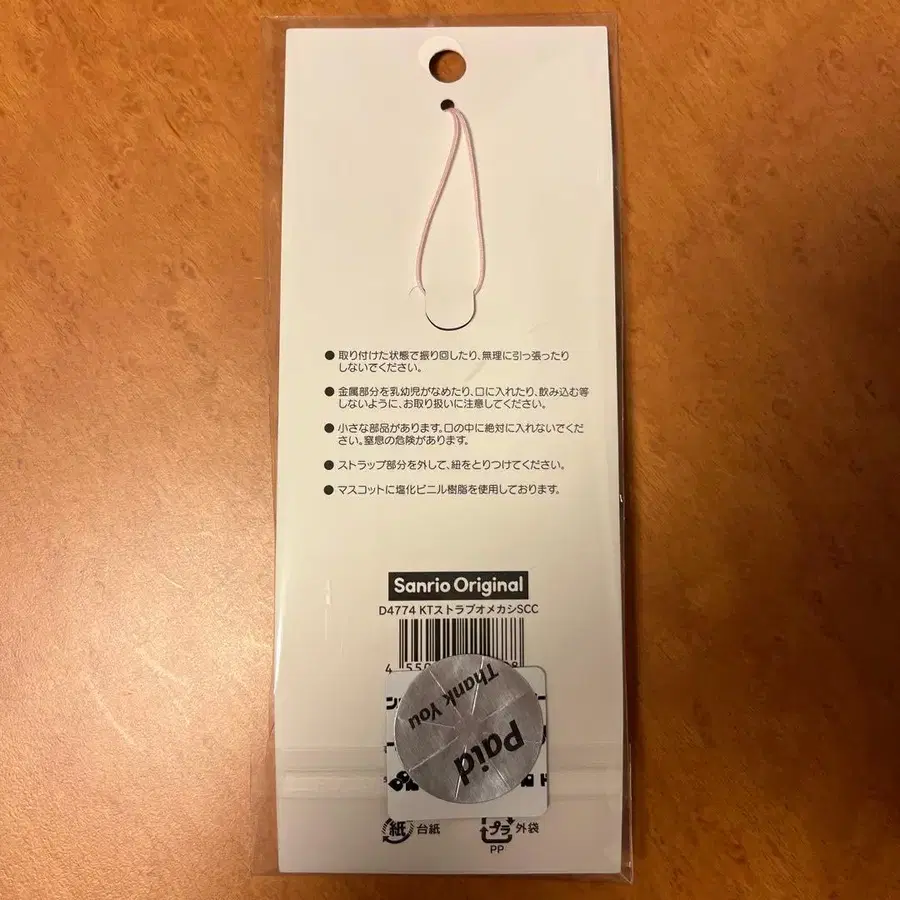 ● 取り付けた状態で振り回したり、無理に引っ張ったり
しないでください。
● 金属部分を乳幼児がなめたり、口に入れたり、飲み込む等
しないように、お取り扱いに注意してください。
● 小さな部品があります。口の中に絶対に入れないでくだ
さい。窒息の危険があります。
● ストラップ部分を外して、紐をとりつけてください。
● マスコットに塩化ビニル樹脂を使用しております。
Sanrio Original
D4774 KTストラプオメカシSCC
4 550
Thank You
Paid
紙 台紙
プラ 外袋
PP